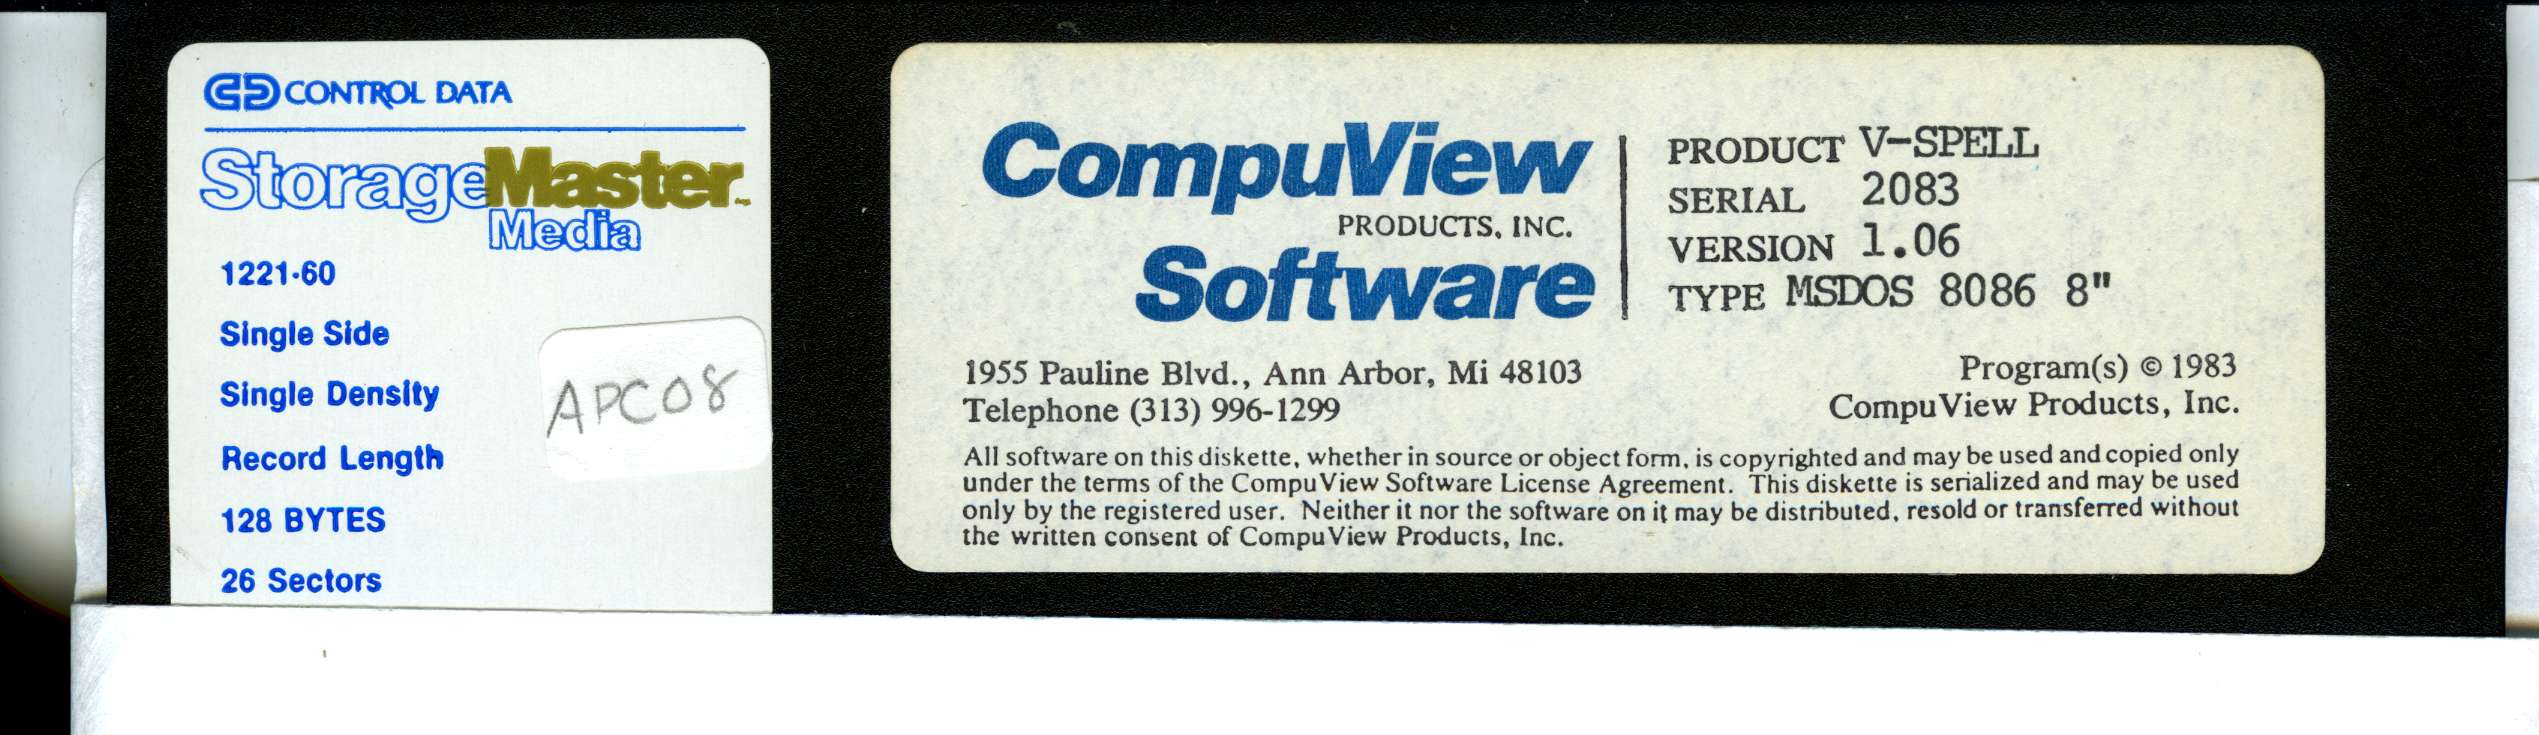 CONTROL DATA
StorageMaster™
Media
1221-60
Single Side
Single Density
Record Length
128 BYTES
26 Sectors
APC08
CompuView
PRODUCTS, INC.
Software
PRODUCT V-SPELL
SERIAL 2083
VERSION 1.06
TYPE MSDOS 8086 8"
1955 Pauline Blvd., Ann Arbor, Mi 48103
Telephone (313) 996-1299
Program(s) © 1983
CompuView Products, Inc.
All software on this diskette, whether in source or object form, is copyrighted and may be used and copied only
under the terms of the CompuView Software License Agreement. This diskette is serialized and may be used
only by the registered user. Neither it nor the software on it may be distributed, resold or transferred without
the written consent of CompuView Products, Inc.